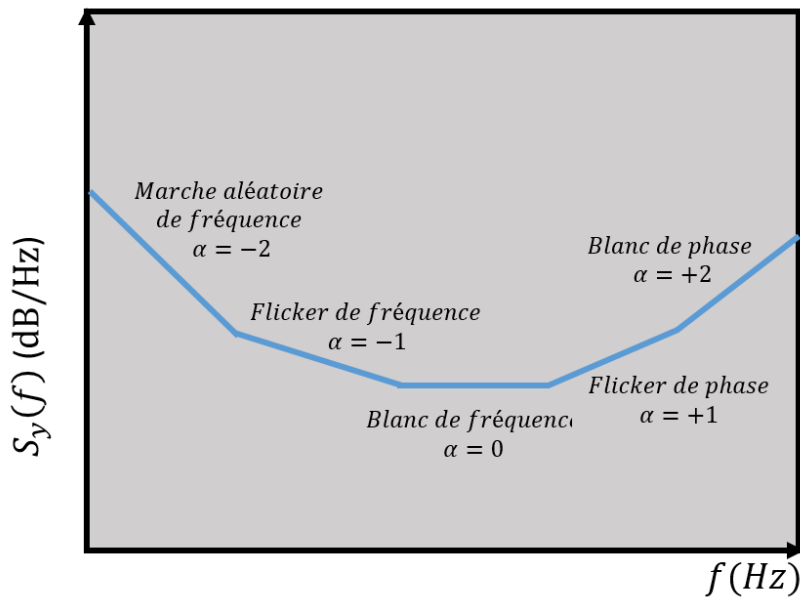 Marche aléatoire
de fréquence
α = −2
Flicker de fréquence
α = −1
Blanc de fréquenc
α = 0
Blanc de phase
α = +2
Flicker de phase
α = +1
S_y(f) (dB/Hz)
f(Hz)